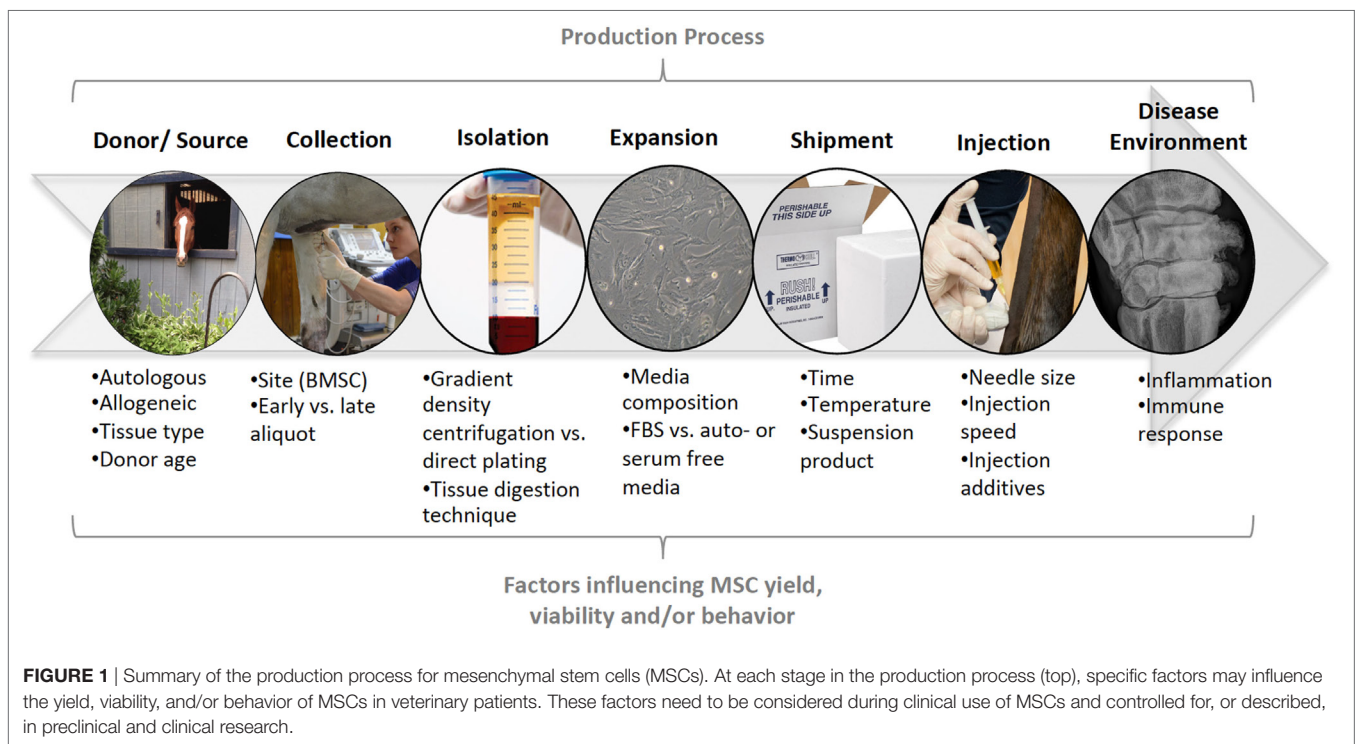 Production Process
Donor/ Source
Collection
Isolation
Expansion
Shipment
Injection
Disease
Environment
-ml-
PERISHABLE
THIS SIDE UP
RUSH!
PERISHABLE
INSULATED
UP
UP
•Autologous
•Allogeneic
•Tissue type
•Donor age
•Site (BMSC)
•Early vs. late
aliquot
•Gradient
density
centrifugation vs.
direct plating
•Tissue digestion
technique
•Media
composition
•FBS vs. auto- or
serum free
media
•Time
•Temperature
•Suspension
product
•Needle size
•Injection
speed
•Injection
additives
•Inflammation
•Immune
response
Factors influencing MSC yield,
viability and/or behavior
FIGURE 1 | Summary of the production process for mesenchymal stem cells (MSCs). At each stage in the production process (top), specific factors may influence
the yield, viability, and/or behavior of MSCs in veterinary patients. These factors need to be considered during clinical use of MSCs and controlled for, or described,
in preclinical and clinical research.